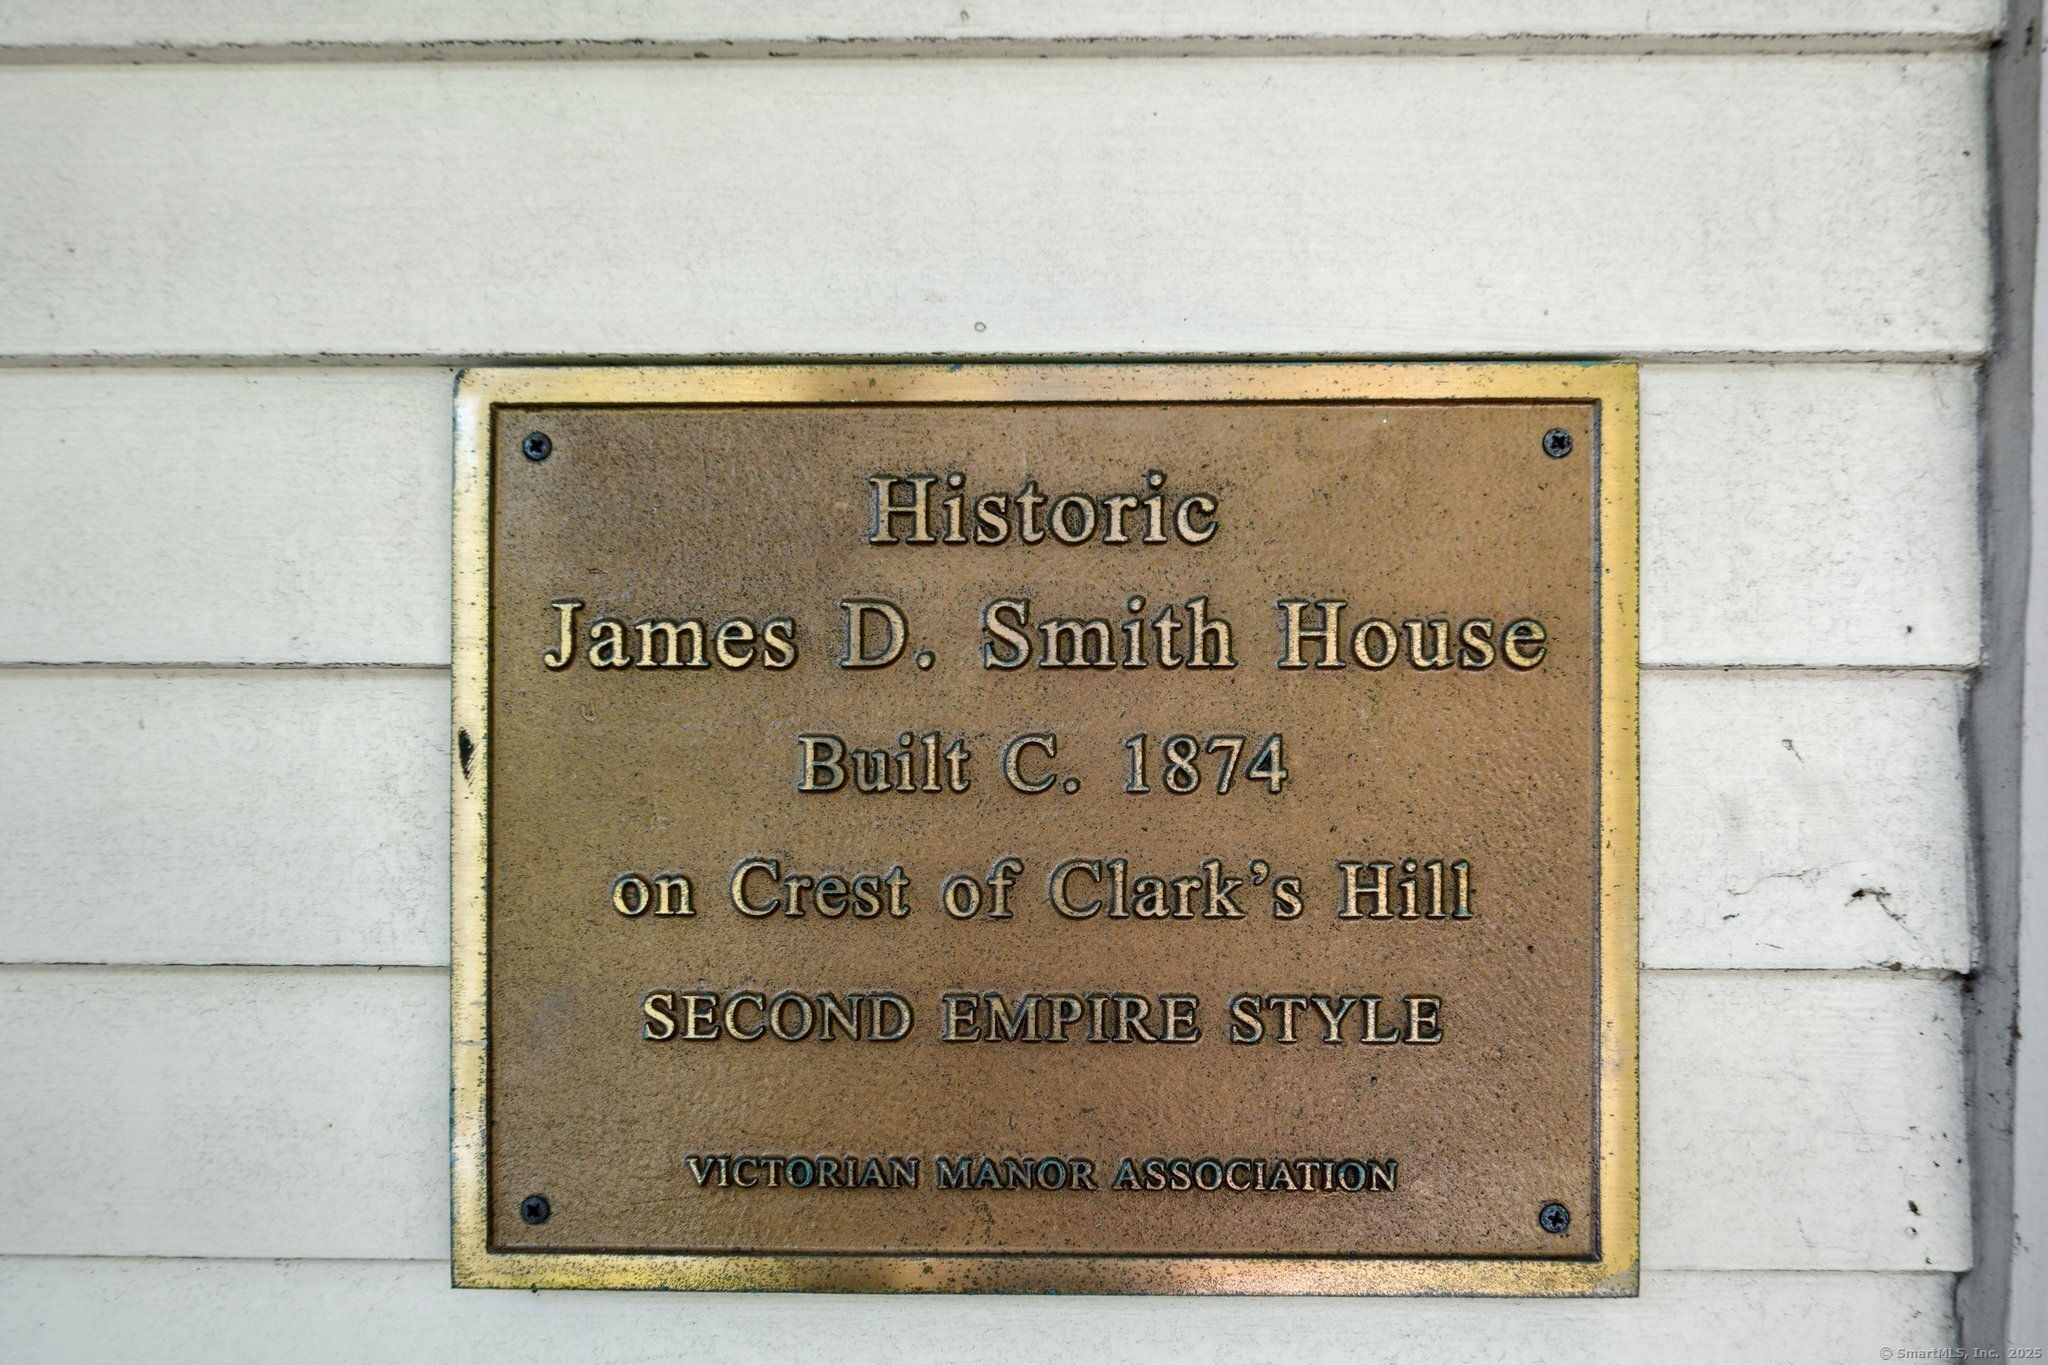 Historic
James D. Smith House
Built C. 1874
on Crest of Clark's Hill
SECOND EMPIRE STYLE
VICTORIAN MANOR ASSOCIATION
© SmartMLS, Inc. 2025